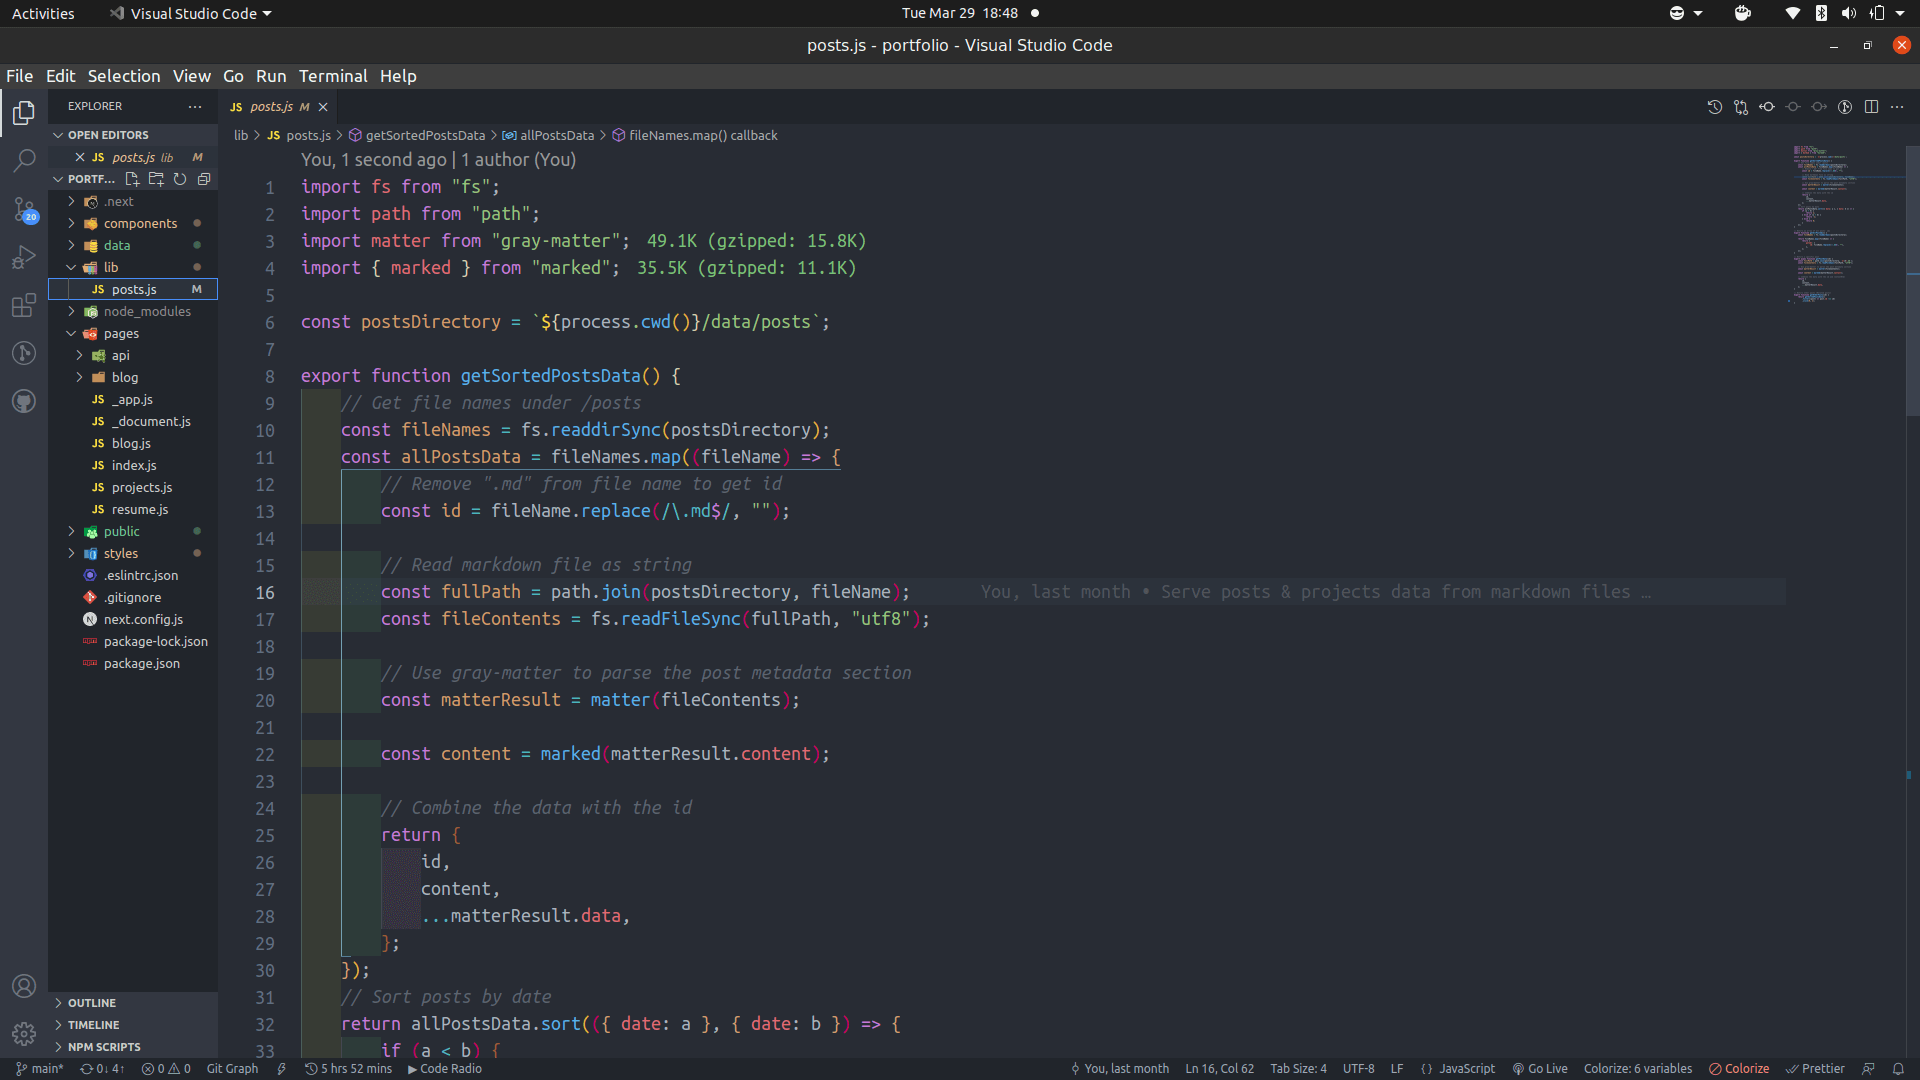 Activities
Visual Studio Code
Tue Mar 29 18:48
posts.js - portfolio - Visual Studio Code
File Edit Selection View Go Run Terminal Help
EXPLORER
OPEN EDITORS
JS posts.js lib M
PORTF...
.next
components
data
lib
JS posts.js M
node_modules
pages
api
blog
JS _app.js
JS _document.js
JS blog.js
JS index.js
JS projects.js
JS resume.js
public
styles
.eslintrc.json
.gitignore
N next.config.js
package-lock.json
package.json
OUTLINE
TIMELINE
NPM SCRIPTS
20
JS posts.js M
lib > JS posts.js > getSortedPostsData > allPostsData > fileNames.map() callback
You, 1 second ago | 1 author (You)
1 import fs from "fs";
2 import path from "path";
3 import matter from "gray-matter"; 49.1K (gzipped: 15.8K)
4 import { marked } from "marked"; 35.5K (gzipped: 11.1K)
5
6 const postsDirectory = `${process.cwd()}/data/posts`;
7
8 export function getSortedPostsData() {
9 // Get file names under /posts
10 const fileNames = fs.readdirSync(postsDirectory);
11 const allPostsData = fileNames.map((fileName) => {
12 // Remove ".md" from file name to get id
13 const id = fileName.replace(/\.md$/, "");
14
15 // Read markdown file as string
16 const fullPath = path.join(postsDirectory, fileName); You, last month • Serve posts & projects data from markdown files …
17 const fileContents = fs.readFileSync(fullPath, "utf8");
18
19 // Use gray-matter to parse the post metadata section
20 const matterResult = matter(fileContents);
21
22 const content = marked(matterResult.content);
23
24 // Combine the data with the id
25 return {
26 id,
27 content,
28 ...matterResult.data,
29 };
30 });
31 // Sort posts by date
32 return allPostsData.sort(({ date: a }, { date: b }) => {
33 if (a < b) {
main* 0↓ 4↑ 0 0 Git Graph 5 hrs 52 mins Code Radio You, last month Ln 16, Col 62 Tab Size: 4 UTF-8 LF {} JavaScript Go Live Colorize: 6 variables Colorize Prettier